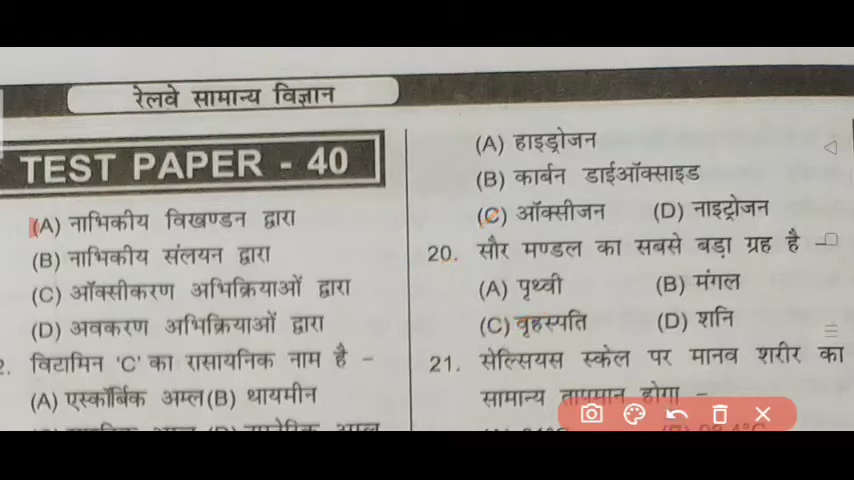 रेलवे सामान्य विज्ञान
TEST PAPER - 40
(A) नाभिकीय विखण्डन द्वारा
(B) नाभिकीय संलयन द्वारा
(C) ऑक्सीकरण अभिक्रियाओं द्वारा
(D) अवकरण अभिक्रियाओं द्वारा
2. विटामिन 'C' का रासायनिक नाम है –
(A) एस्कॉर्बिक अम्ल (B) थायमीन
(A) हाइड्रोजन
(B) कार्बन डाईऑक्साइड
(C) ऑक्सीजन (D) नाइट्रोजन
20. सौर मण्डल का सबसे बड़ा ग्रह है –
(A) पृथ्वी (B) मंगल
(C) वृहस्पति (D) शनि
21. सेल्सियस स्केल पर मानव शरीर का
सामान्य तापमान होगा –